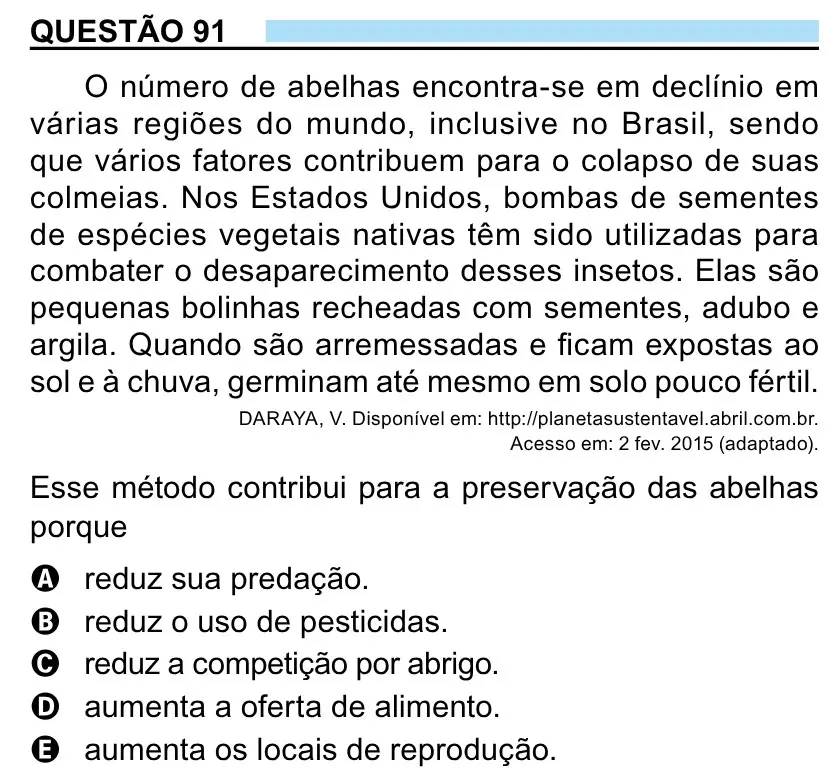 QUESTÃO 91
O número de abelhas encontra-se em declínio em
várias regiões do mundo, inclusive no Brasil, sendo
que vários fatores contribuem para o colapso de suas
colmeias. Nos Estados Unidos, bombas de sementes
de espécies vegetais nativas têm sido utilizadas para
combater o desaparecimento desses insetos. Elas são
pequenas bolinhas recheadas com sementes, adubo e
argila. Quando são arremessadas e ficam expostas ao
sol e à chuva, germinam até mesmo em solo pouco fértil.
DARAYA, V. Disponível em: http://planetasustentavel.abril.com.br.
Acesso em: 2 fev. 2015 (adaptado).
Esse método contribui para a preservação das abelhas
porque
A reduz sua predação.
B reduz o uso de pesticidas.
C reduz a competição por abrigo.
D aumenta a oferta de alimento.
E aumenta os locais de reprodução.